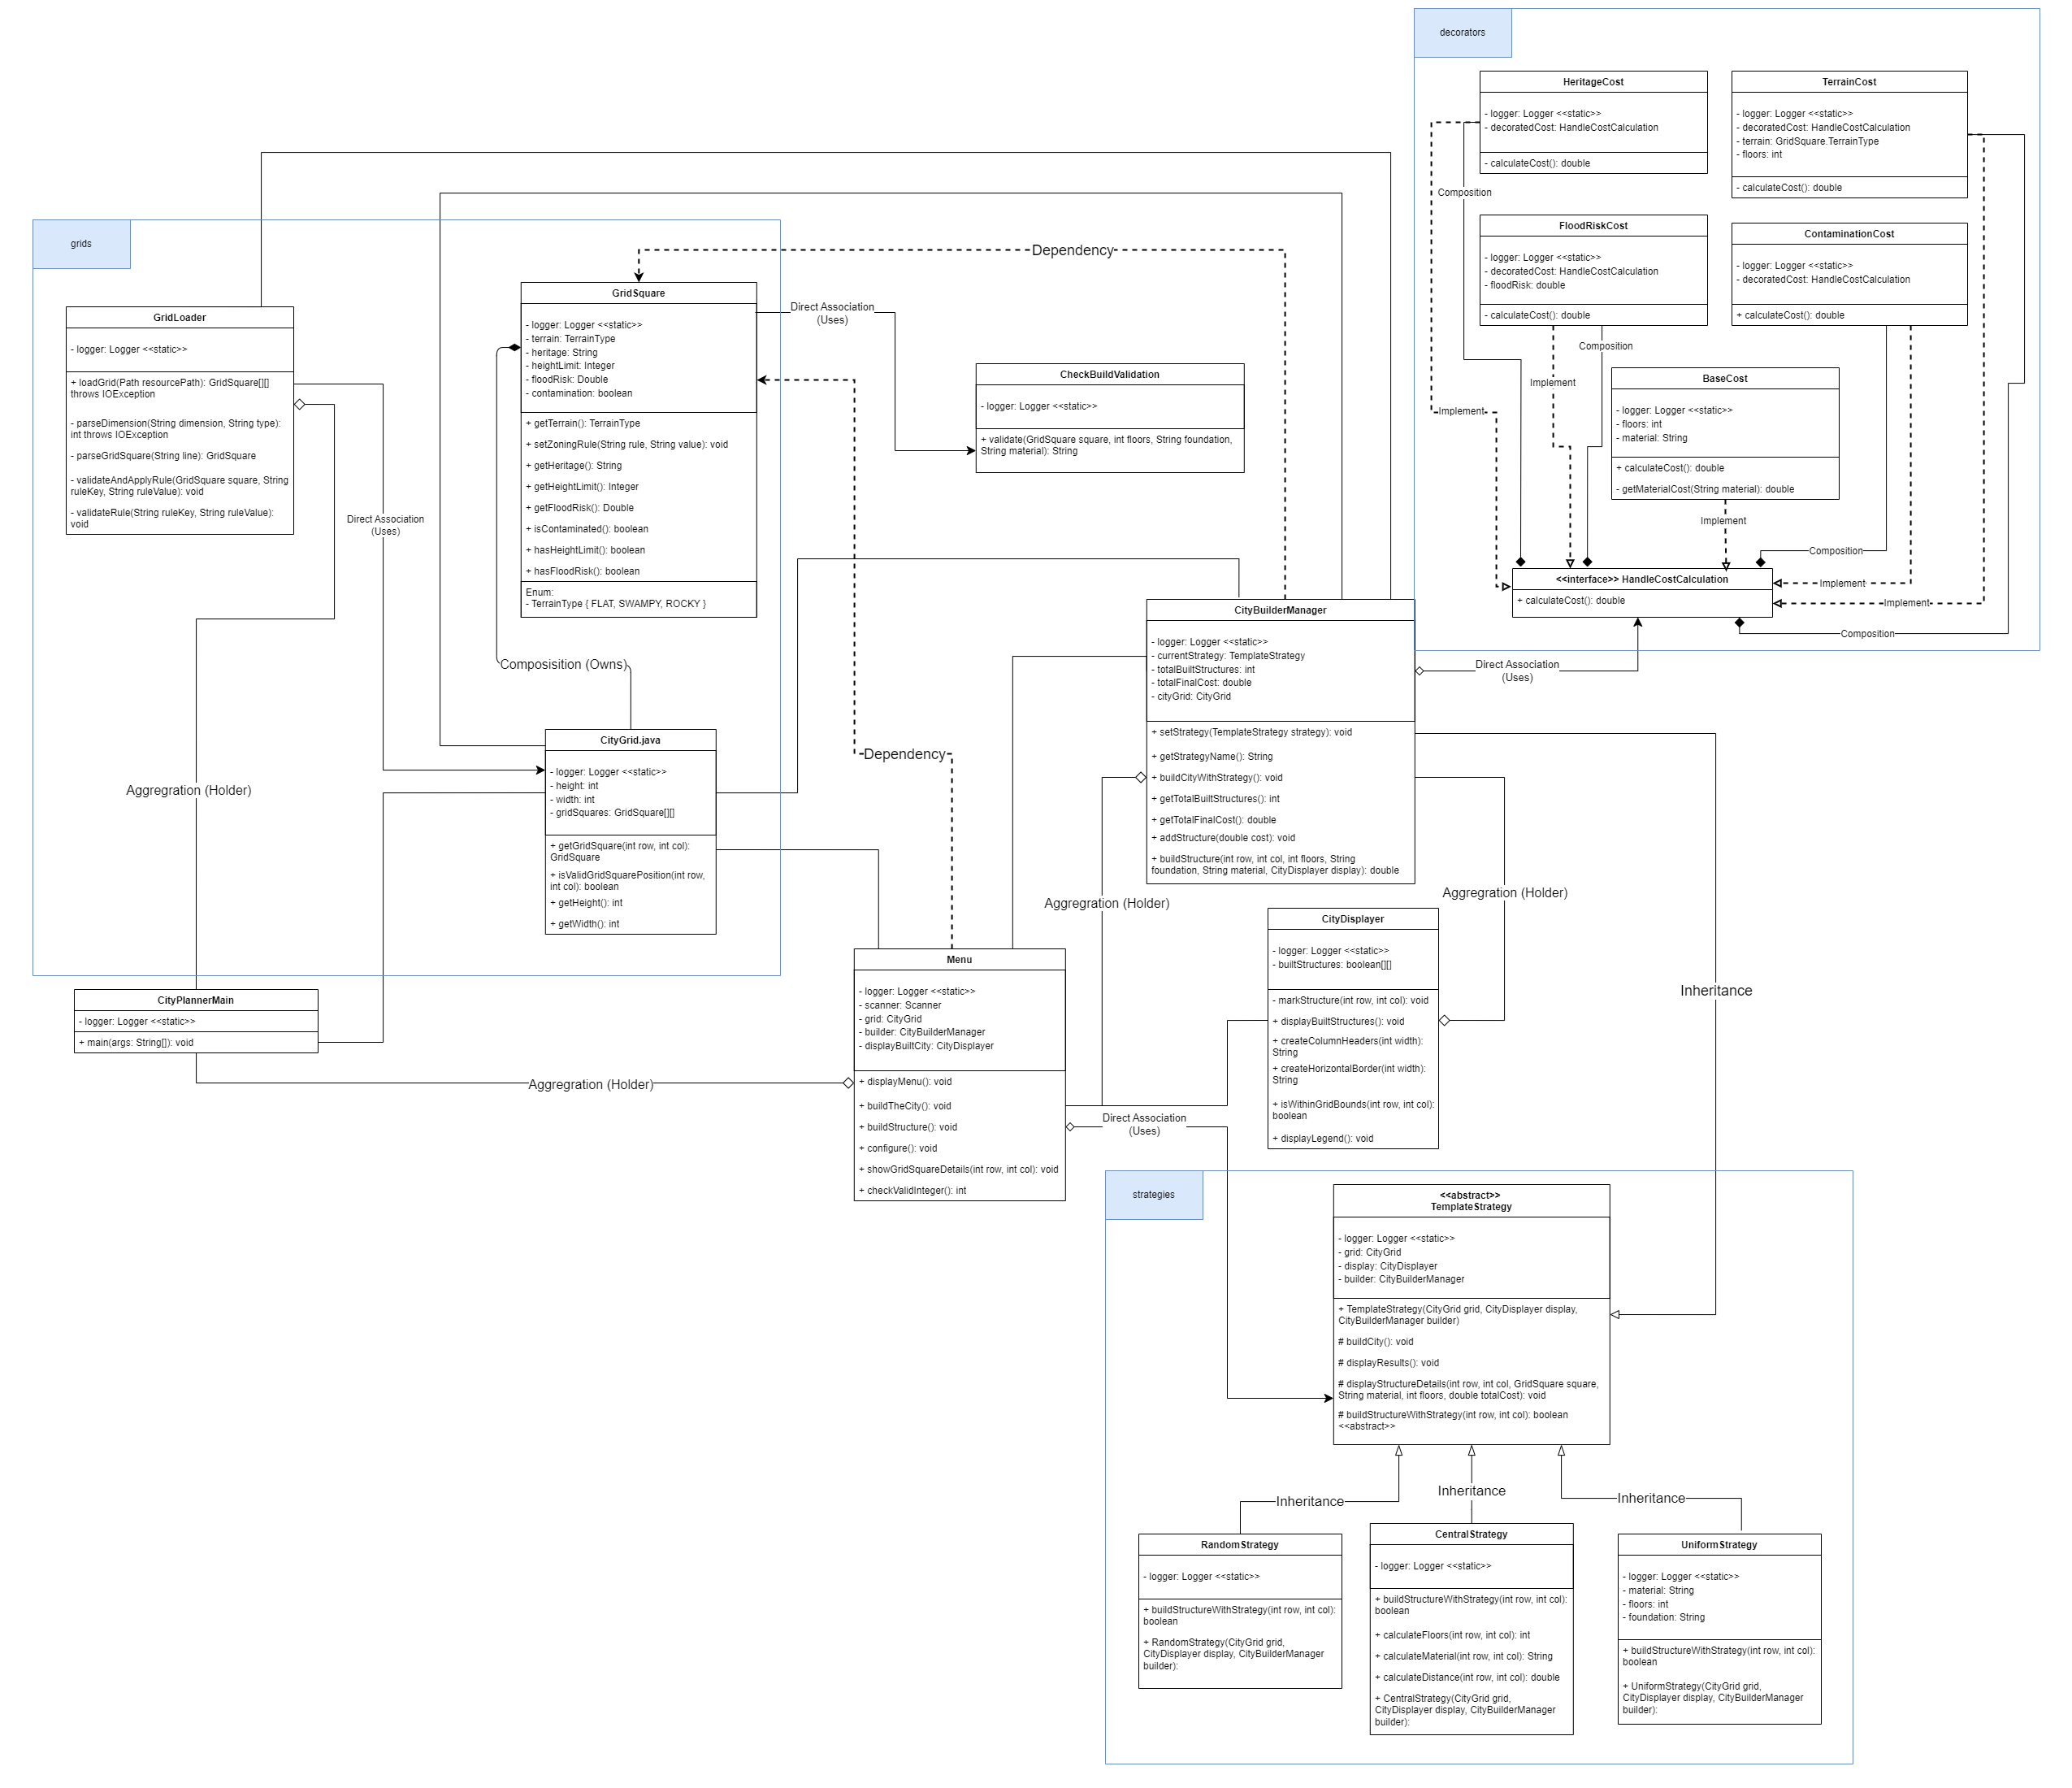 decorators
HeritageCost
- logger: Logger <<static>>
- decoratedCost: HandleCostCalculation
- calculateCost(): double
TerrainCost
- logger: Logger <<static>>
- decoratedCost: HandleCostCalculation
- terrain: GridSquare.TerrainType
- floors: int
- calculateCost(): double
Composition
FloodRiskCost
- logger: Logger <<static>>
- decoratedCost: HandleCostCalculation
- floodRisk: double
- calculateCost(): double
ContaminationCost
- logger: Logger <<static>>
- decoratedCost: HandleCostCalculation
+ calculateCost(): double
Composition
Implement
Implement
BaseCost
- logger: Logger <<static>>
- floors: int
- material: String
+ calculateCost(): double
- getMaterialCost(String material): double
Implement
Composition
Implement
Implement
Composition
<<interface>> HandleCostCalculation
+ calculateCost(): double
grids
GridLoader
- logger: Logger <<static>>
+ loadGrid(Path resourcePath): GridSquare[][]
throws IOException
- parseDimension(String dimension, String type):
int throws IOException
- parseGridSquare(String line): GridSquare
- validateAndApplyRule(GridSquare square, String
ruleKey, String ruleValue): void
- validateRule(String ruleKey, String ruleValue):
void
Direct Association
(Uses)
GridSquare
- logger: Logger <<static>>
- terrain: TerrainType
- heritage: String
- heightLimit: Integer
- floodRisk: Double
- contamination: boolean
+ getTerrain(): TerrainType
+ setZoningRule(String rule, String value): void
+ getHeritage(): String
+ getHeightLimit(): Integer
+ getFloodRisk(): Double
+ isContaminated(): boolean
+ hasHeightLimit(): boolean
+ hasFloodRisk(): boolean
Enum:
- TerrainType { FLAT, SWAMPY, ROCKY }
Dependency
Direct Association
(Uses)
CheckBuildValidation
- logger: Logger <<static>>
+ validate(GridSquare square, int floors, String foundation,
String material): String
Composisition (Owns)
CityGrid.java
- logger: Logger <<static>>
- height: int
- width: int
- gridSquares: GridSquare[][]
+ getGridSquare(int row, int col):
GridSquare
+ isValidGridSquarePosition(int row,
int col): boolean
+ getHeight(): int
+ getWidth(): int
Aggregration (Holder)
Dependency
CityBuilderManager
- logger: Logger <<static>>
- currentStrategy: TemplateStrategy
- totalBuiltStructures: int
- totalFinalCost: double
- cityGrid: CityGrid
+ setStrategy(TemplateStrategy strategy): void
+ getStrategyName(): String
+ buildCityWithStrategy(): void
+ getTotalBuiltStructures(): int
+ getTotalFinalCost(): double
+ addStructure(double cost): void
+ buildStructure(int row, int col, int floors, String
foundation, String material, CityDisplayer display): double
Direct Association
(Uses)
Aggregration (Holder)
Aggregration (Holder)
Inheritance
CityPlannerMain
- logger: Logger <<static>>
+ main(args: String[]): void
Aggregration (Holder)
Menu
- logger: Logger <<static>>
- scanner: Scanner
- grid: CityGrid
- builder: CityBuilderManager
- displayBuiltCity: CityDisplayer
+ displayMenu(): void
+ buildTheCity(): void
+ buildStructure(): void
+ configure(): void
+ showGridSquareDetails(int row, int col): void
+ checkValidInteger(): int
Direct Association
(Uses)
CityDisplayer
- logger: Logger <<static>>
- builtStructures: boolean[][]
- markStructure(int row, int col): void
+ displayBuiltStructures(): void
+ createColumnHeaders(int width):
String
+ createHorizontalBorder(int width):
String
+ isWithinGridBounds(int row, int col):
boolean
+ displayLegend(): void
strategies
<<abstract>>
TemplateStrategy
- logger: Logger <<static>>
- grid: CityGrid
- display: CityDisplayer
- builder: CityBuilderManager
+ TemplateStrategy(CityGrid grid, CityDisplayer display,
CityBuilderManager builder)
# buildCity(): void
# displayResults(): void
# displayStructureDetails(int row, int col, GridSquare square,
String material, int floors, double totalCost): void
# buildStructureWithStrategy(int row, int col): boolean
<<abstract>>
Inheritance
Inheritance
Inheritance
RandomStrategy
- logger: Logger <<static>>
+ buildStructureWithStrategy(int row, int col):
boolean
+ RandomStrategy(CityGrid grid,
CityDisplayer display, CityBuilderManager
builder):
CentralStrategy
- logger: Logger <<static>>
+ buildStructureWithStrategy(int row, int col):
boolean
+ calculateFloors(int row, int col): int
+ calculateMaterial(int row, int col): String
+ calculateDistance(int row, int col): double
+ CentralStrategy(CityGrid grid,
CityDisplayer display, CityBuilderManager
builder):
UniformStrategy
- logger: Logger <<static>>
- material: String
- floors: int
- foundation: String
+ buildStructureWithStrategy(int row, int col):
boolean
+ UniformStrategy(CityGrid grid,
CityDisplayer display, CityBuilderManager
builder):